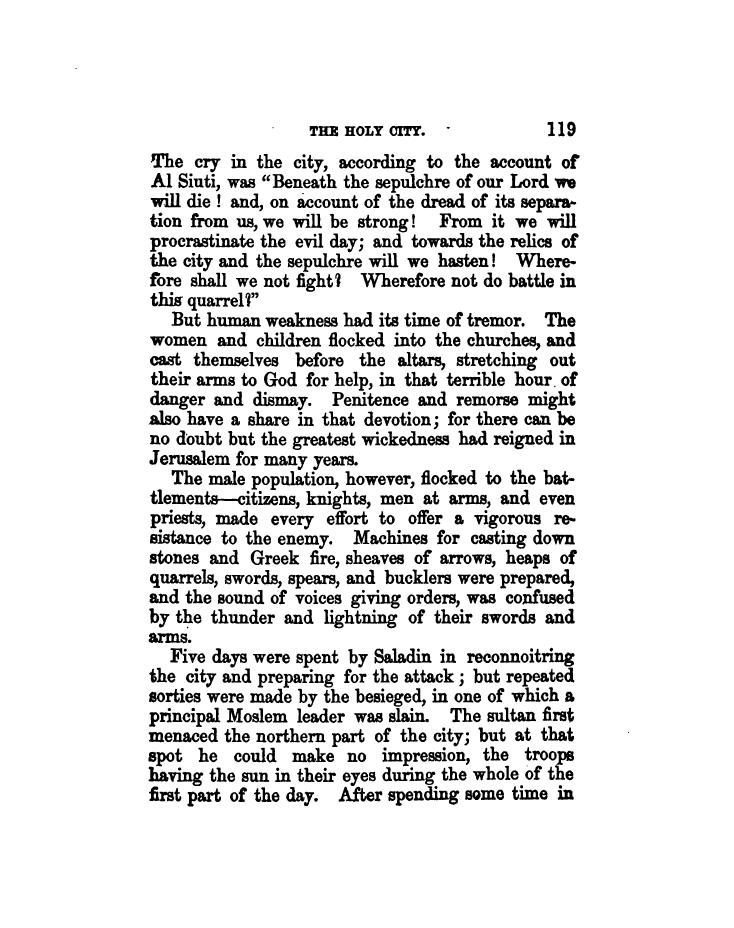 THE HOLY CITY. 119
The cry in the city, according to the account of
Al Siuti, was “Beneath the sepulchre of our Lord we
will die ! and, on account of the dread of its separa-
tion from us, we will be strong! From it we will
procrastinate the evil day; and towards the relics of
the city and the sepulchre will we hasten! Where-
fore shall we not fight? Wherefore not do battle in
this quarrel?”
But human weakness had its time of tremor. The
women and children flocked into the churches, and
cast themselves before the altars, stretching out
their arms to God for help, in that terrible hour of
danger and dismay. Penitence and remorse might
also have a share in that devotion; for there can be
no doubt but the greatest wickedness had reigned in
Jerusalem for many years.
The male population, however, flocked to the bat-
tlements—citizens, knights, men at arms, and even
priests, made every effort to offer a vigorous re-
sistance to the enemy. Machines for casting down
stones and Greek fire, sheaves of arrows, heaps of
quarrels, swords, spears, and bucklers were prepared,
and the sound of voices giving orders, was confused
by the thunder and lightning of their swords and
arms.
Five days were spent by Saladin in reconnoitring
the city and preparing for the attack ; but repeated
sorties were made by the besieged, in one of which a
principal Moslem leader was slain. The sultan first
menaced the northern part of the city; but at that
spot he could make no impression, the troops
having the sun in their eyes during the whole of the
first part of the day. After spending some time in